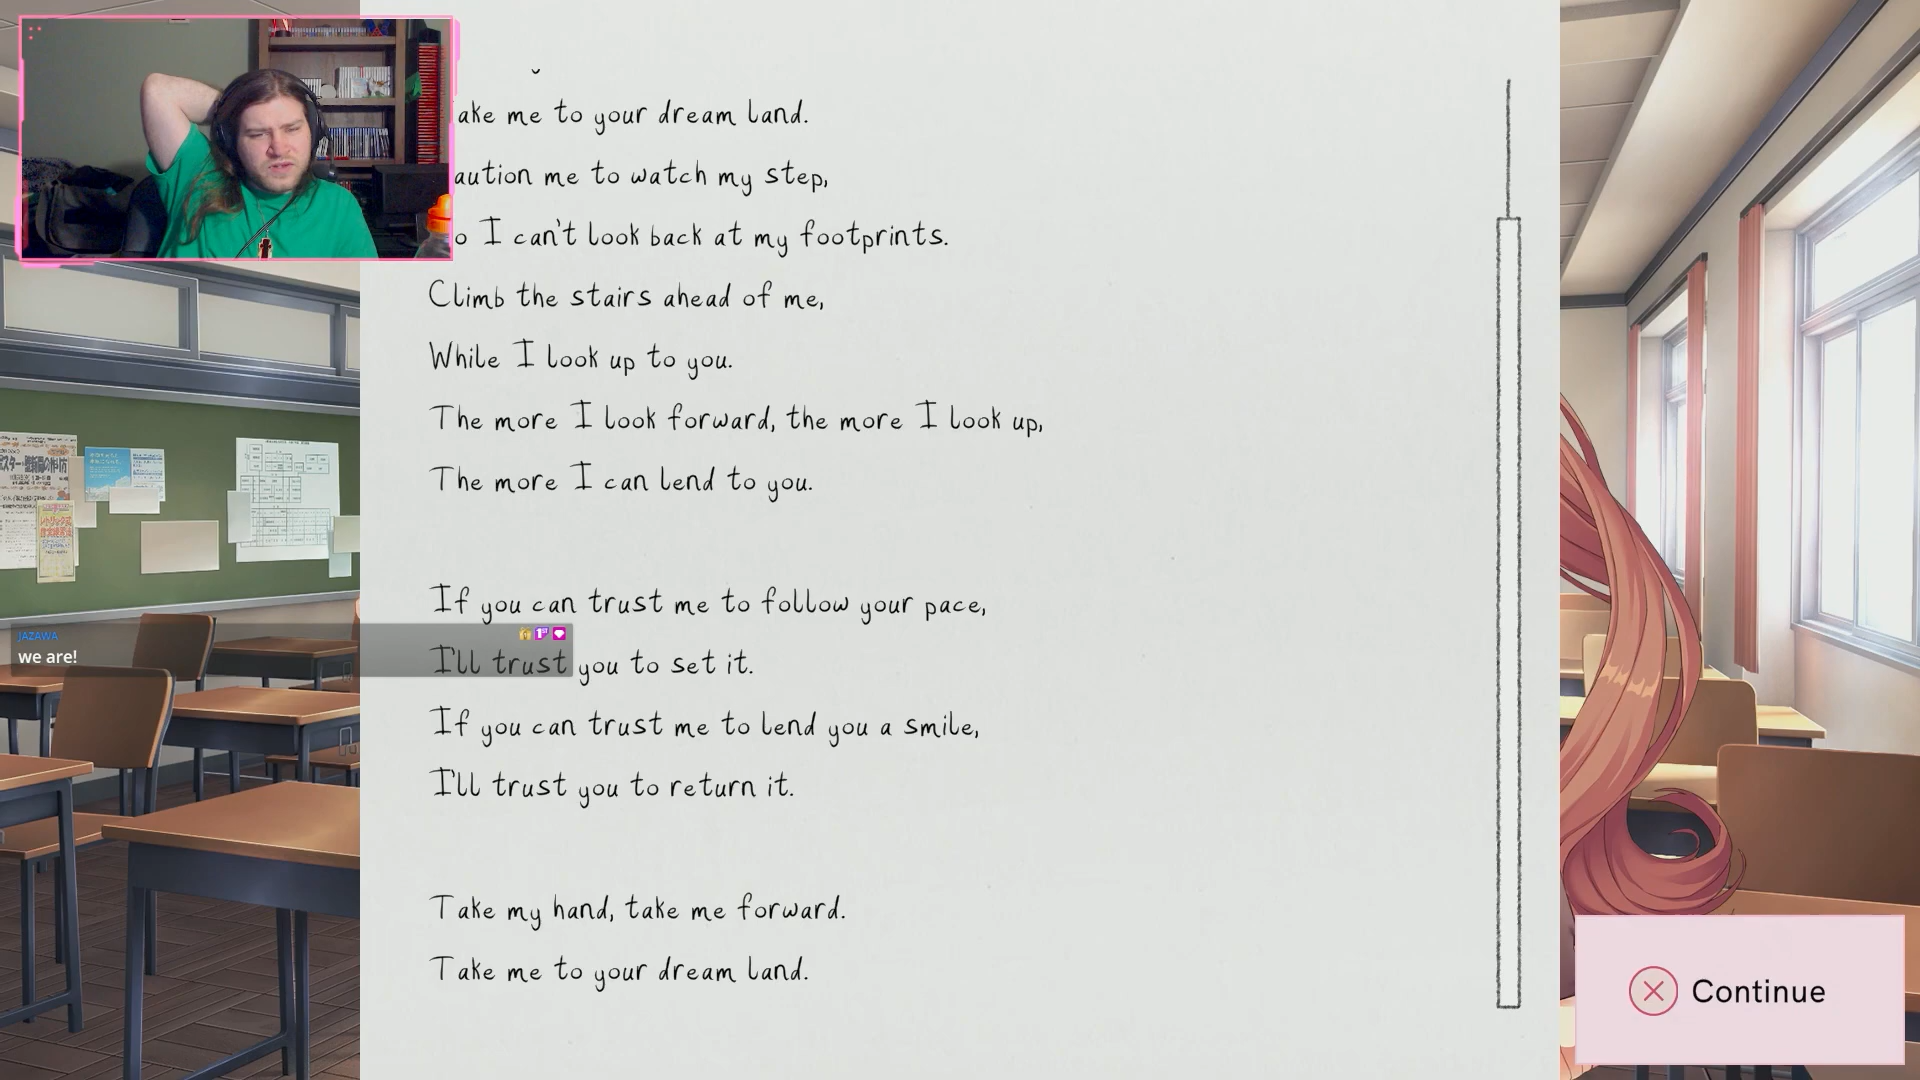 ake me to your dream land.
aution me to watch my step,
o I can't look back at my footprints.
Climb the stairs ahead of me,
While I look up to you.
The more I look forward, the more I look up,
The more I can lend to you.
If you can trust me to follow your pace,
JAZAWA
we are!
I'll trust you to set it.
If you can trust me to lend you a smile,
I'll trust you to return it.
Take my hand, take me forward.
Take me to your dream land.
Continue